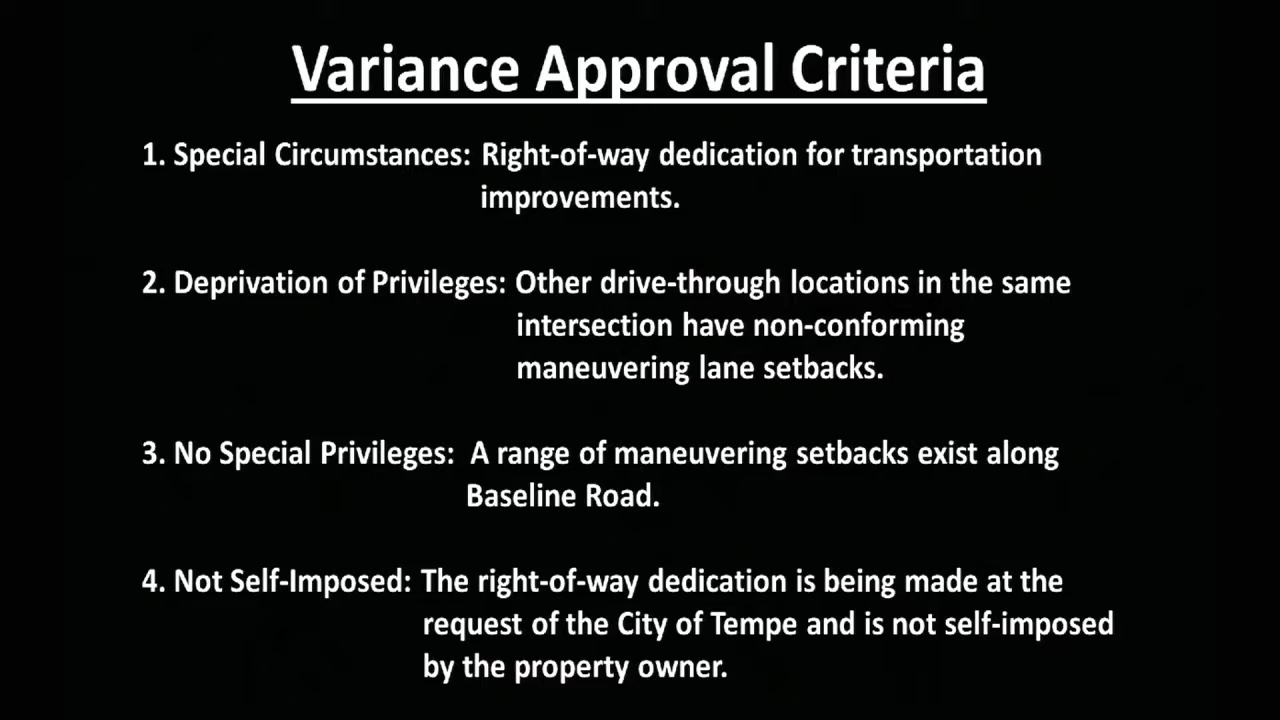 Variance Approval Criteria
1. Special Circumstances: Right-of-way dedication for transportation
improvements.
2. Deprivation of Privileges: Other drive-through locations in the same
intersection have non-conforming
maneuvering lane setbacks.
3. No Special Privileges: A range of maneuvering setbacks exist along
Baseline Road.
4. Not Self-Imposed: The right-of-way dedication is being made at the
request of the City of Tempe and is not self-imposed
by the property owner.